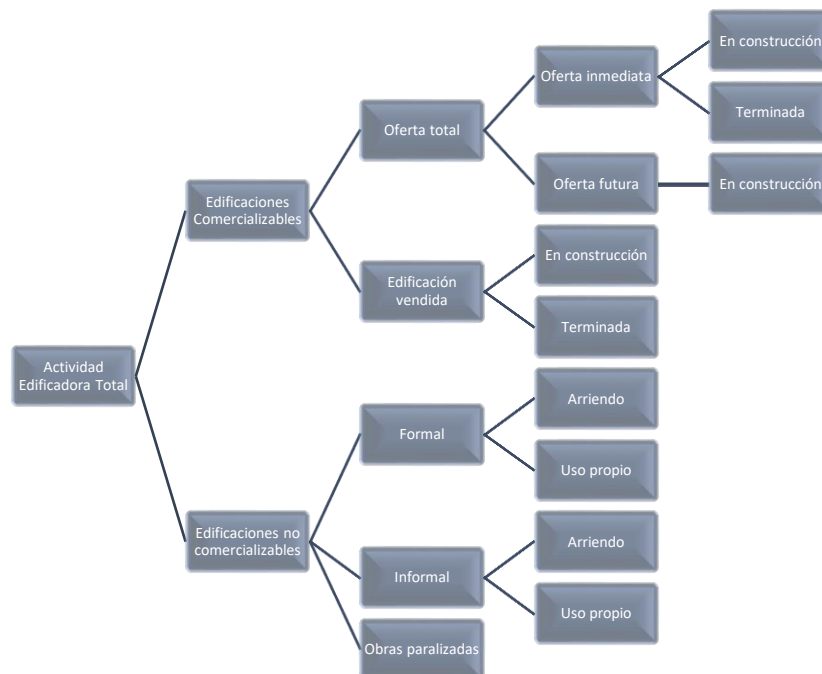 En construcción
Oferta inmediata
Terminada
Oferta total
Oferta futura
En construcción
Edificaciones
Comercializables
En construcción
Edificación
vendida
Terminada
Actividad
Edificadora Total
Arriendo
Formal
Uso propio
Edificaciones no
comercializables
Arriendo
Informal
Uso propio
Obras paralizadas